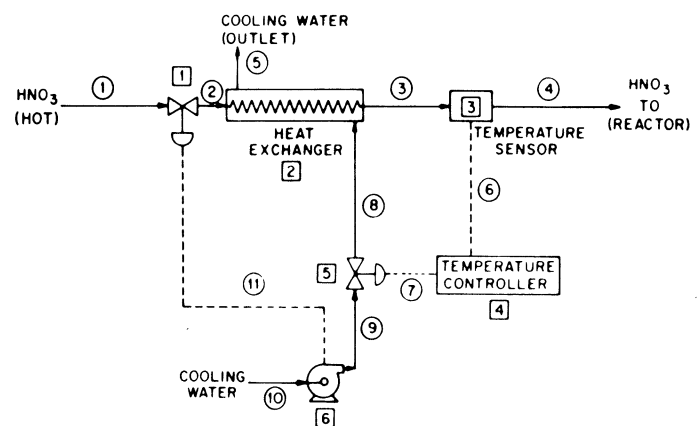 COOLING WATER
(OUTLET)
5
1
1
2
3
4
HNO3
(HOT)
3
HNO3
TO
(REACTOR)
HEAT
EXCHANGER
2
TEMPERATURE
SENSOR
6
8
5
7
TEMPERATURE
CONTROLLER
4
11
9
COOLING
WATER
10
6